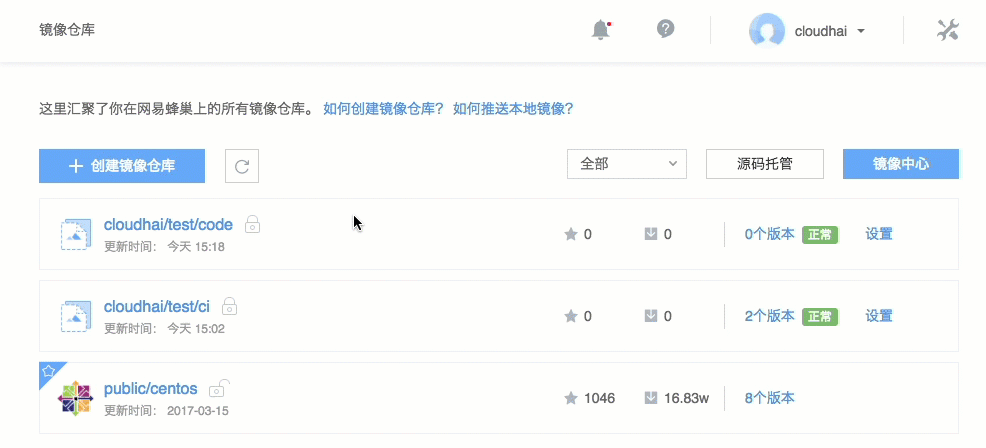 镜像仓库 cloudhai
这里汇聚了你在网易蜂巢上的所有镜像仓库。 如何创建镜像仓库? 如何推送本地镜像?
创建镜像仓库 全部 源码托管 镜像中心
cloudhai/test/code 0 0 0个版本 正常 设置
更新时间： 今天 15:18
cloudhai/test/ci 0 0 2个版本 正常 设置
更新时间： 今天 15:02
public/centos 1046 16.83w 8个版本
更新时间： 2017-03-15